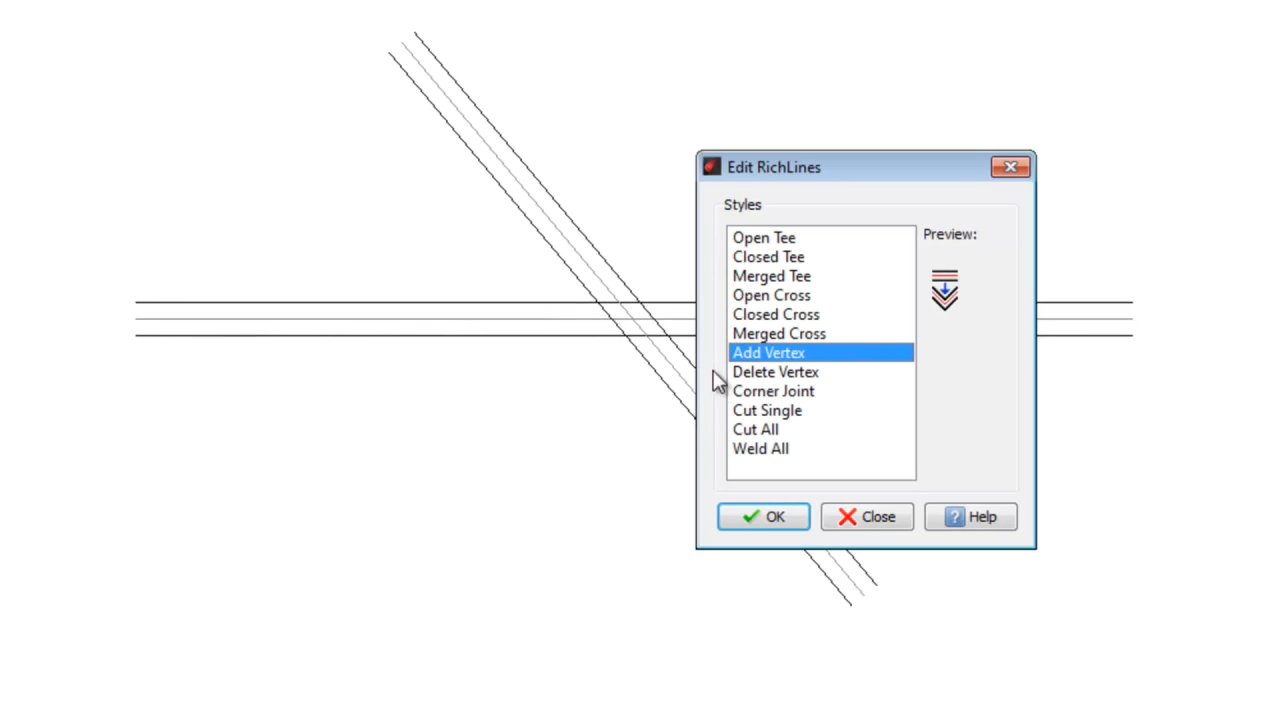 Edit RichLines
Styles
Open Tee
Closed Tee
Merged Tee
Open Cross
Closed Cross
Merged Cross
Add Vertex
Delete Vertex
Corner Joint
Cut Single
Cut All
Weld All
Preview:
OK
Close
? Help